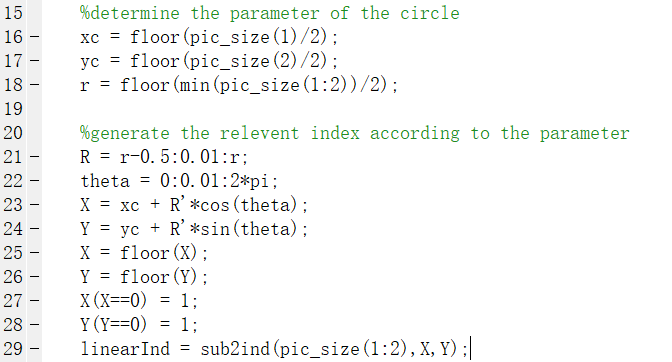 15 %determine the parameter of the circle
16 – xc = floor(pic_size(1)/2);
17 – yc = floor(pic_size(2)/2);
18 – r = floor(min(pic_size(1:2))/2);
19
20 %generate the relevent index according to the parameter
21 – R = r-0.5:0.01:r;
22 – theta = 0:0.01:2*pi;
23 – X = xc + R'*cos(theta);
24 – Y = yc + R'*sin(theta);
25 – X = floor(X);
26 – Y = floor(Y);
27 – X(X==0) = 1;
28 – Y(Y==0) = 1;
29 – linearInd = sub2ind(pic_size(1:2),X,Y);